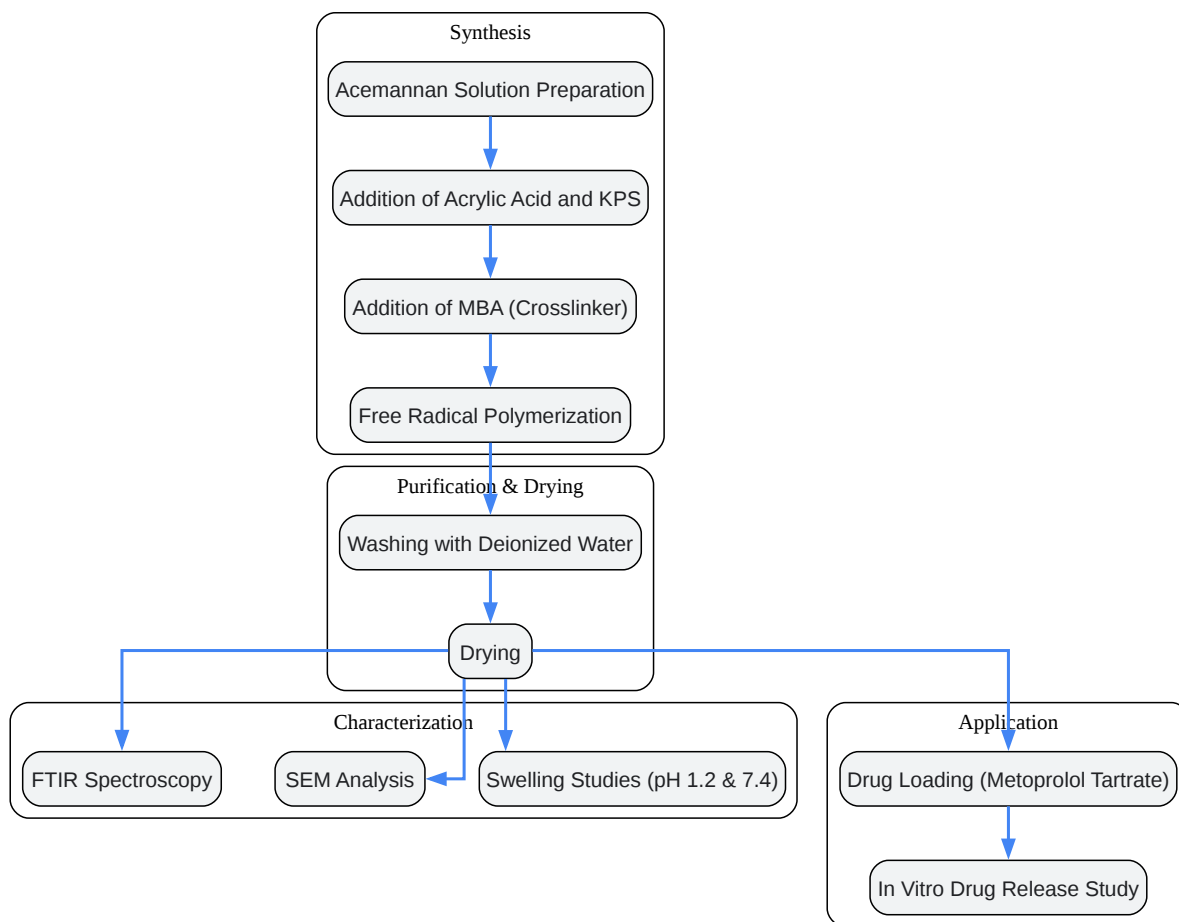 Synthesis
Acemannan Solution Preparation
Addition of Acrylic Acid and KPS
Addition of MBA (Crosslinker)
Free Radical Polymerization
Purification & Drying
Washing with Deionized Water
Drying
Characterization
FTIR Spectroscopy
SEM Analysis
Swelling Studies (pH 1.2 & 7.4)
Application
Drug Loading (Metoprolol Tartrate)
In Vitro Drug Release Study